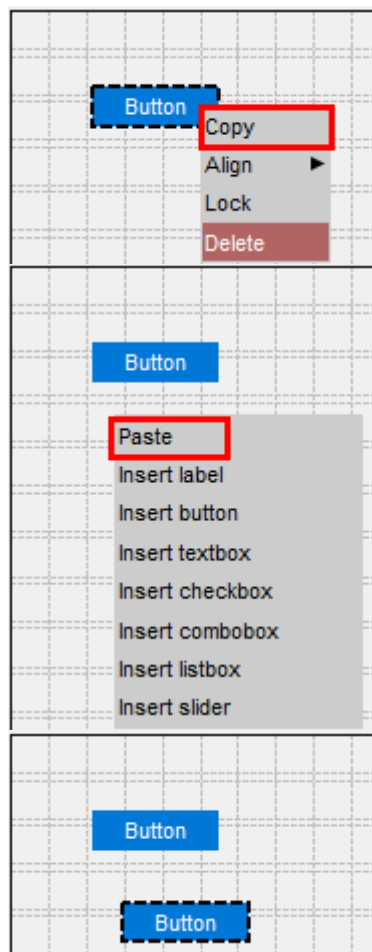 Button
Copy
Align
Lock
Delete
Button
Paste
Insert label
Insert button
Insert textbox
Insert checkbox
Insert combobox
Insert listbox
Insert slider
Button
Button